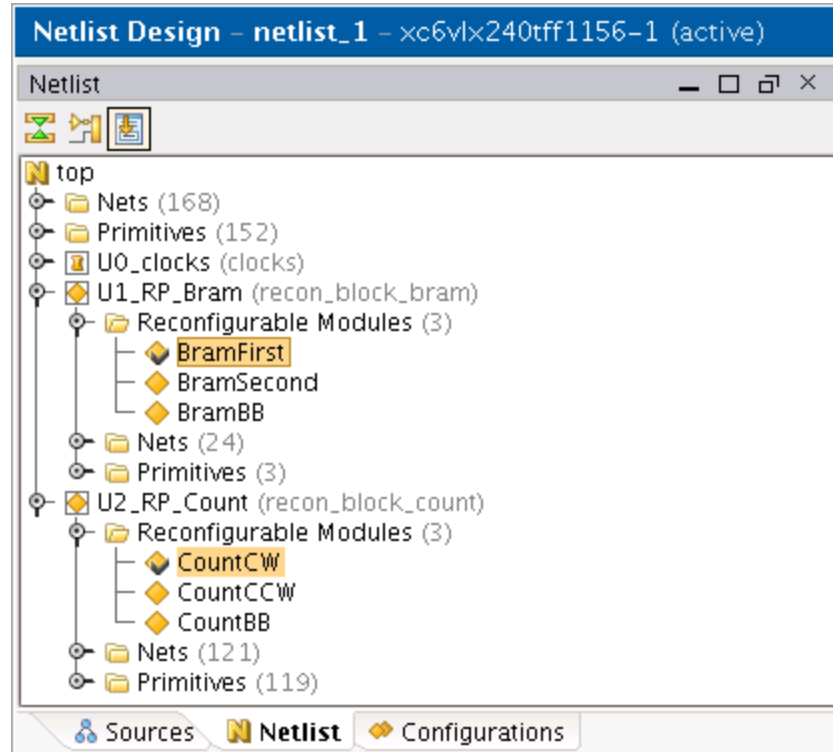 Netlist Design – netlist_1 – xc6vlx240tff1156-1 (active)
Netlist
top
Nets (168)
Primitives (152)
U0_clocks (clocks)
U1_RP_Bram (recon_block_bram)
Reconfigurable Modules (3)
BramFirst
BramSecond
BramBB
Nets (24)
Primitives (3)
U2_RP_Count (recon_block_count)
Reconfigurable Modules (3)
CountCW
CountCCW
CountBB
Nets (121)
Primitives (119)
Sources Netlist Configurations